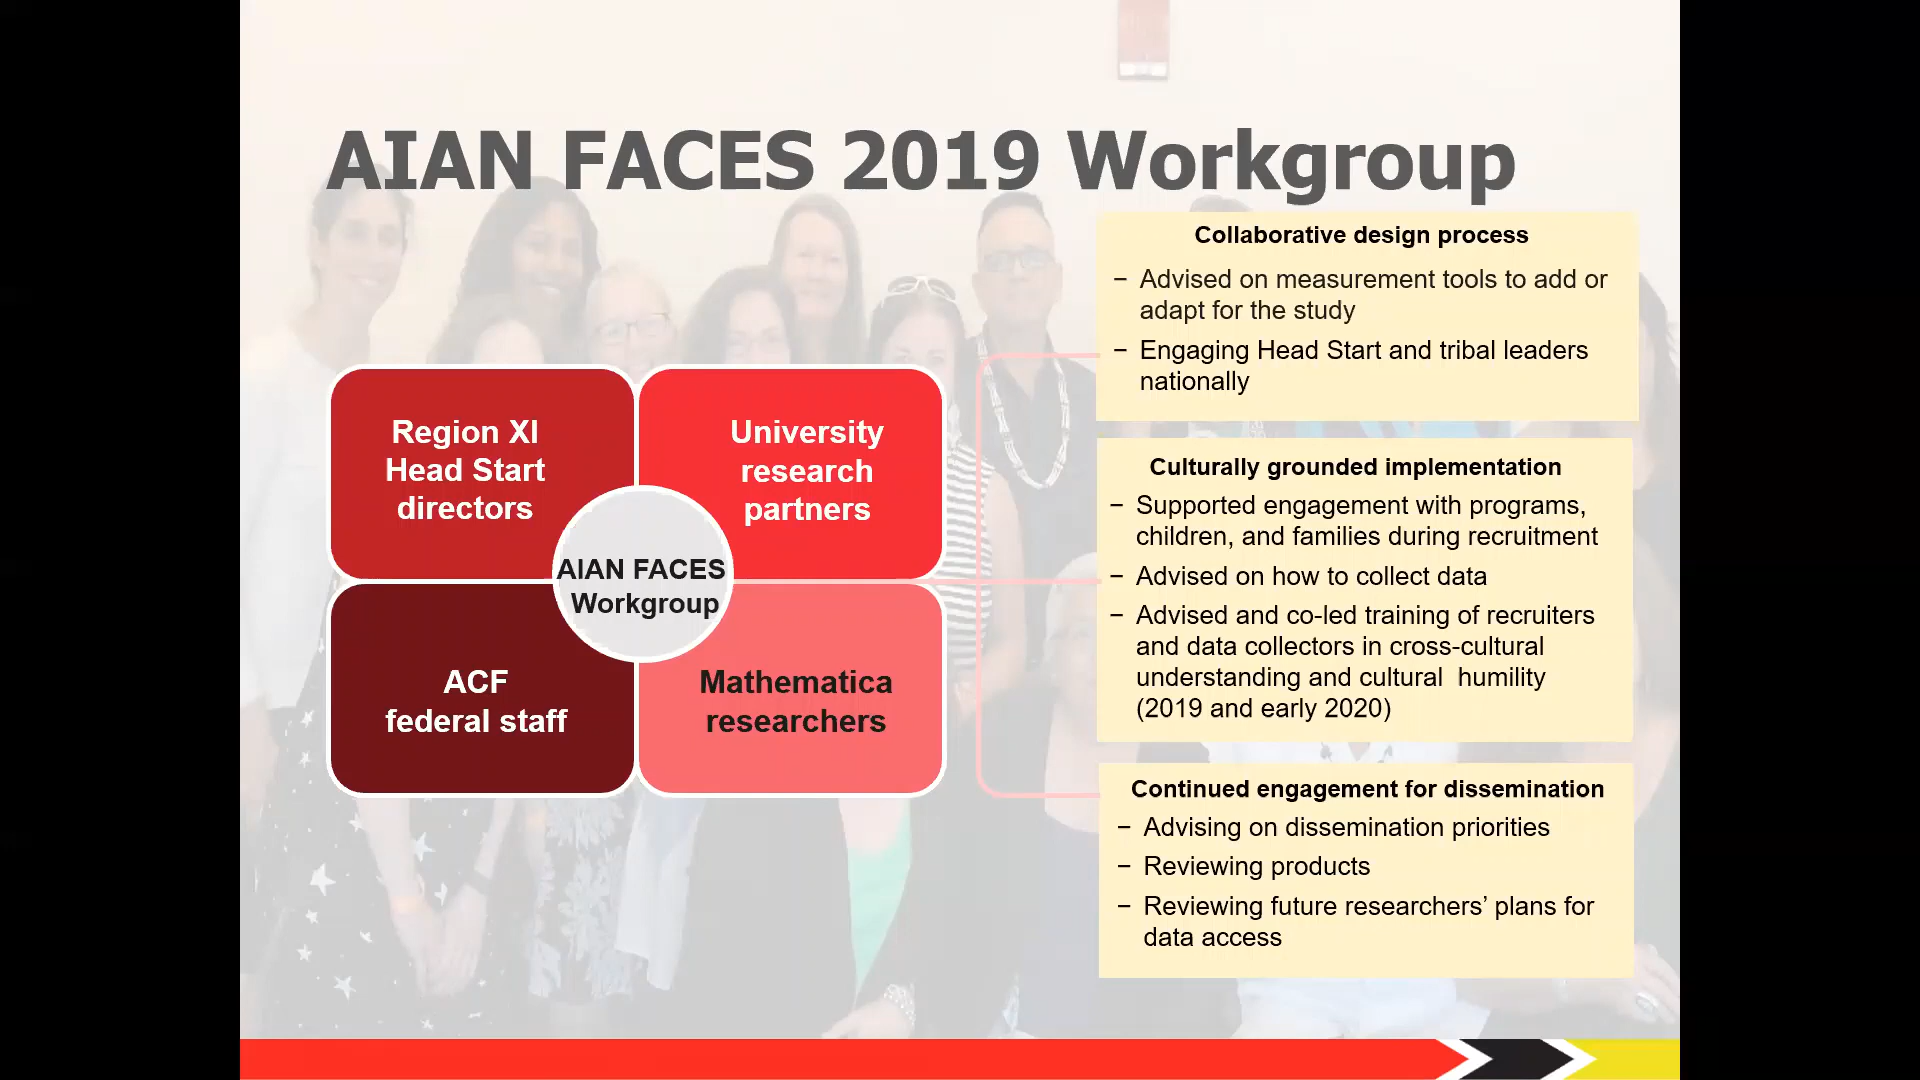 AIAN FACES 2019 Workgroup
Region XI
Head Start
directors
University
research
partners
AIAN FACES
Workgroup
ACF
federal staff
Mathematica
researchers
Collaborative design process
− Advised on measurement tools to add or
adapt for the study
− Engaging Head Start and tribal leaders
nationally
Culturally grounded implementation
− Supported engagement with programs,
children, and families during recruitment
− Advised on how to collect data
− Advised and co-led training of recruiters
and data collectors in cross-cultural
understanding and cultural  humility
(2019 and early 2020)
Continued engagement for dissemination
− Advising on dissemination priorities
− Reviewing products
− Reviewing future researchers’ plans for
data access